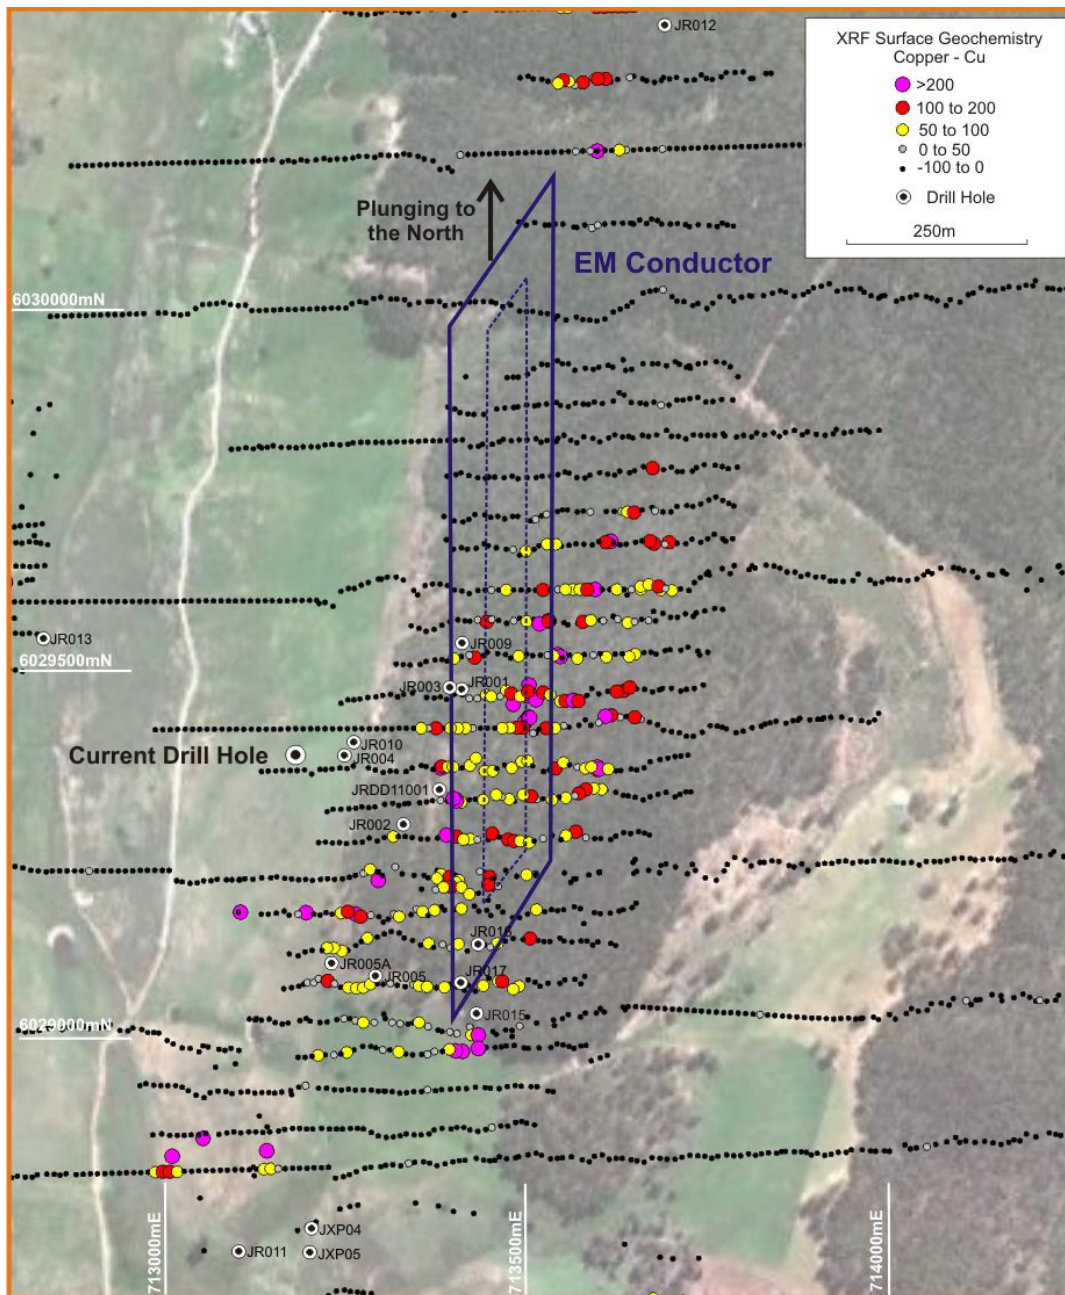 JR012
XRF Surface Geochemistry
Copper - Cu
>200
100 to 200
50 to 100
0 to 50
-100 to 0
Drill Hole
250m
Plunging to
the North
EM Conductor
6030000mN
JR013
JR009
6029500mN
JR003
JR001
JR010
Current Drill Hole
JR004
JRDD11001
JR002
JR016
JR005A
JR005
JR017
JR015
6029000mN
JXP04
JR011
JXP05
713000mE
713500mE
714000mE